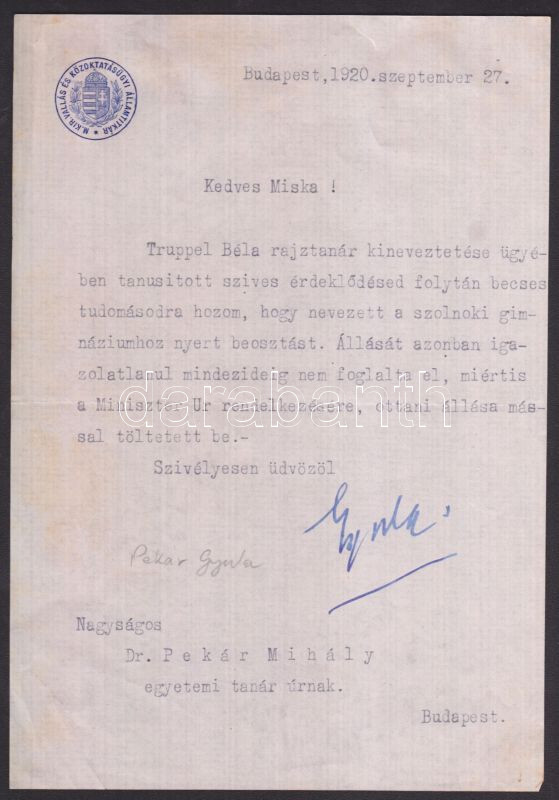 M. KIR. VALLÁS ÉS KÖZOKTATÁSÜGYI ÁLLAMTITKÁR *
Budapest,1920.szeptember 27.
Kedves Miska !
Truppel Béla rajztanár kineveztetése ügyé-
ben tanusitott szives érdeklődésed folytán becses
tudomásodra hozom, hogy nevezett a szolnoki gim-
náziumhoz nyert beosztást. Állását azonban iga-
zolatlanul mindezideig nem foglalta el, miértis
a Miniszter Ur rendelkezésére, ottani állása más-
sal töltetett be.-
darabanth
Szivélyesen üdvözöl
Gyula.
Pekár Gyula
Nagyságos
Dr. Pekár Mihály
egyetemi tanár úrnak.
Budapest.